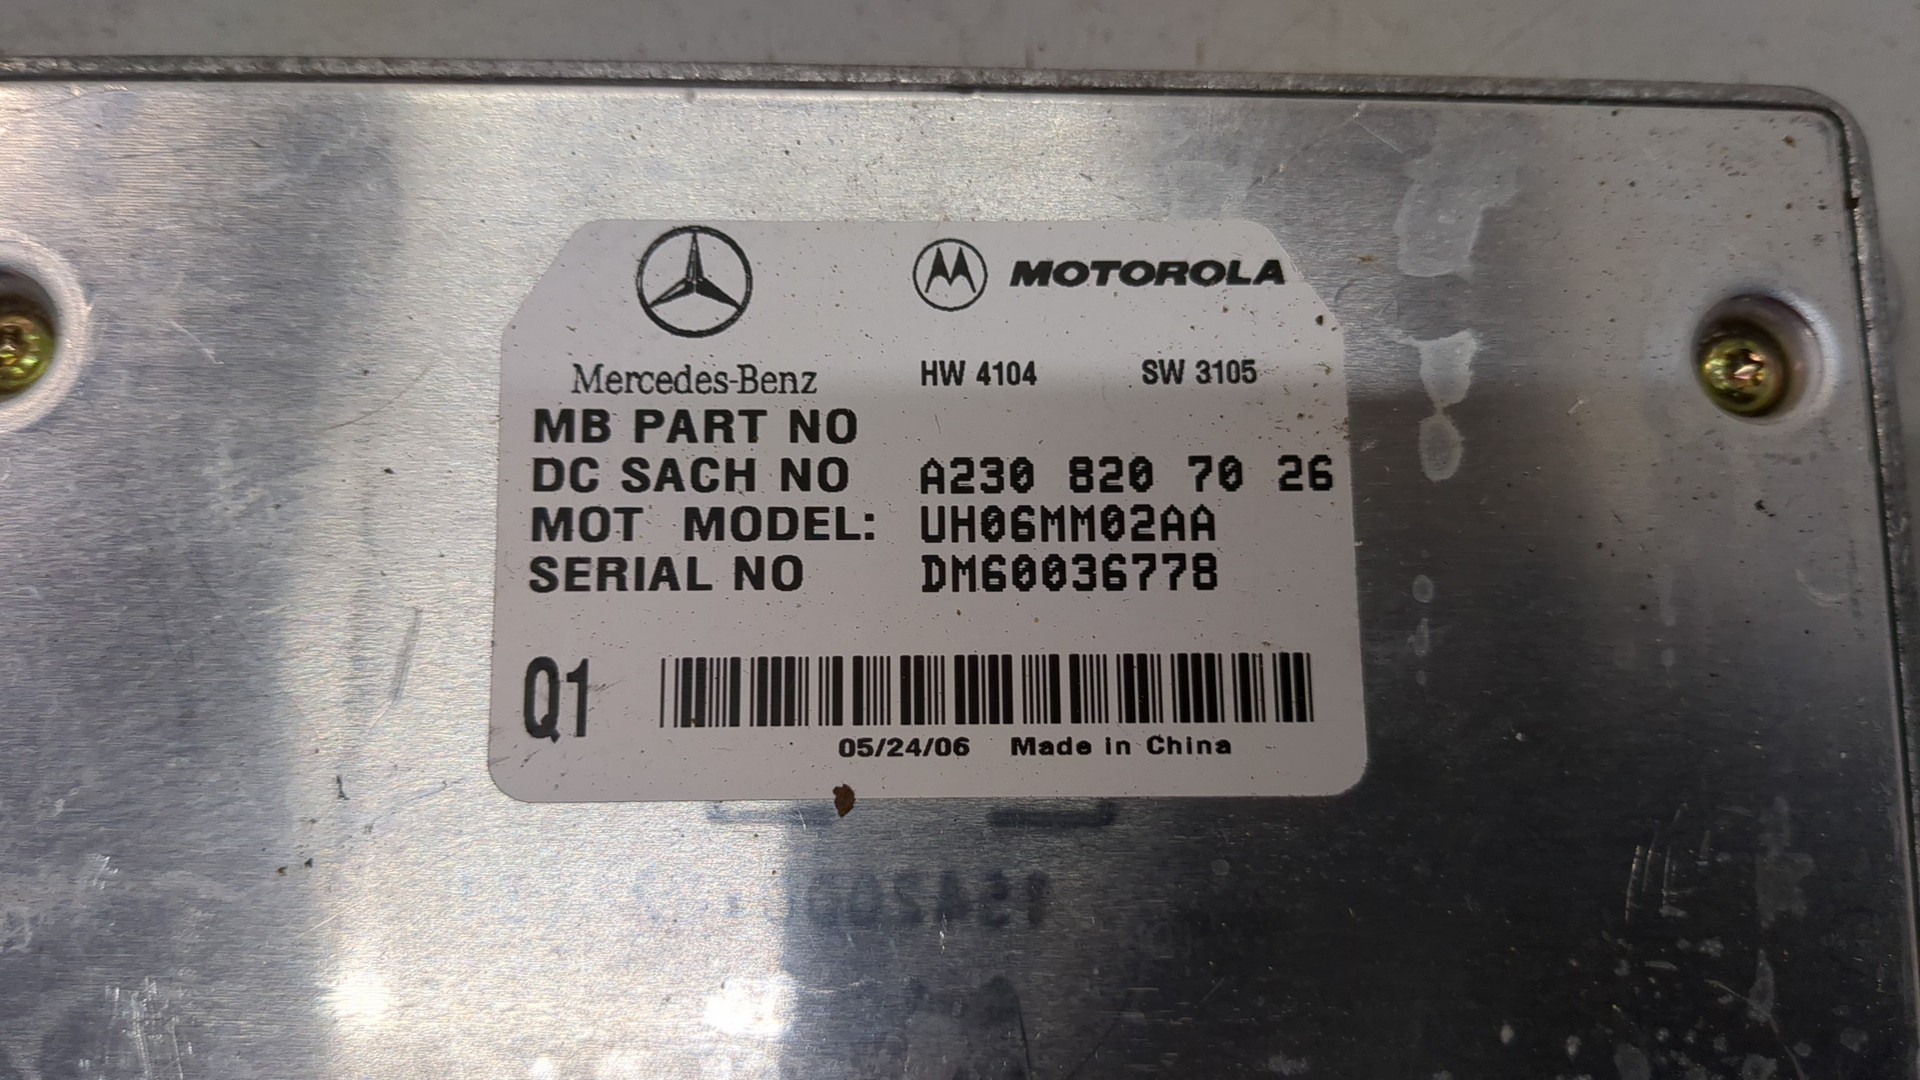 MOTOROLA
Mercedes-Benz HW 4104 SW 3105
MB PART NO
DC SACH NO A230 820 70 26
MOT MODEL: UH06MM02AA
SERIAL NO DM60036778
Q1
05/24/06 Made in China